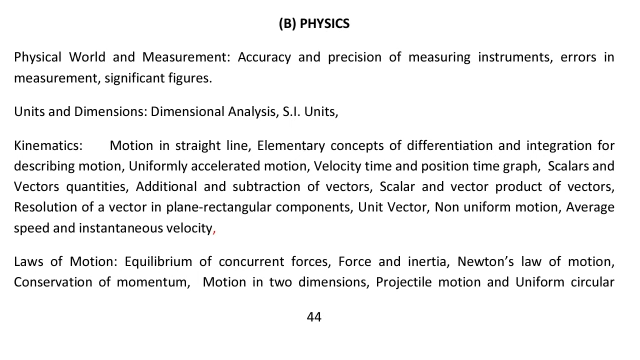 (B) PHYSICS
Physical World and Measurement: Accuracy and precision of measuring instruments, errors in
measurement, significant figures.
Units and Dimensions: Dimensional Analysis, S.I. Units,
Kinematics: Motion in straight line, Elementary concepts of differentiation and integration for
describing motion, Uniformly accelerated motion, Velocity time and position time graph, Scalars and
Vectors quantities, Additional and subtraction of vectors, Scalar and vector product of vectors,
Resolution of a vector in plane-rectangular components, Unit Vector, Non uniform motion, Average
speed and instantaneous velocity,
Laws of Motion: Equilibrium of concurrent forces, Force and inertia, Newton’s law of motion,
Conservation of momentum, Motion in two dimensions, Projectile motion and Uniform circular
44